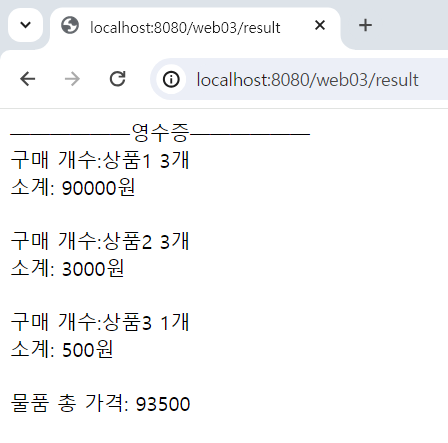 localhost:8080/web03/result
localhost:8080/web03/result
——————영수증——————
구매 개수:상품1 3개
소계: 90000원
구매 개수:상품2 3개
소계: 3000원
구매 개수:상품3 1개
소계: 500원
물품 총 가격: 93500